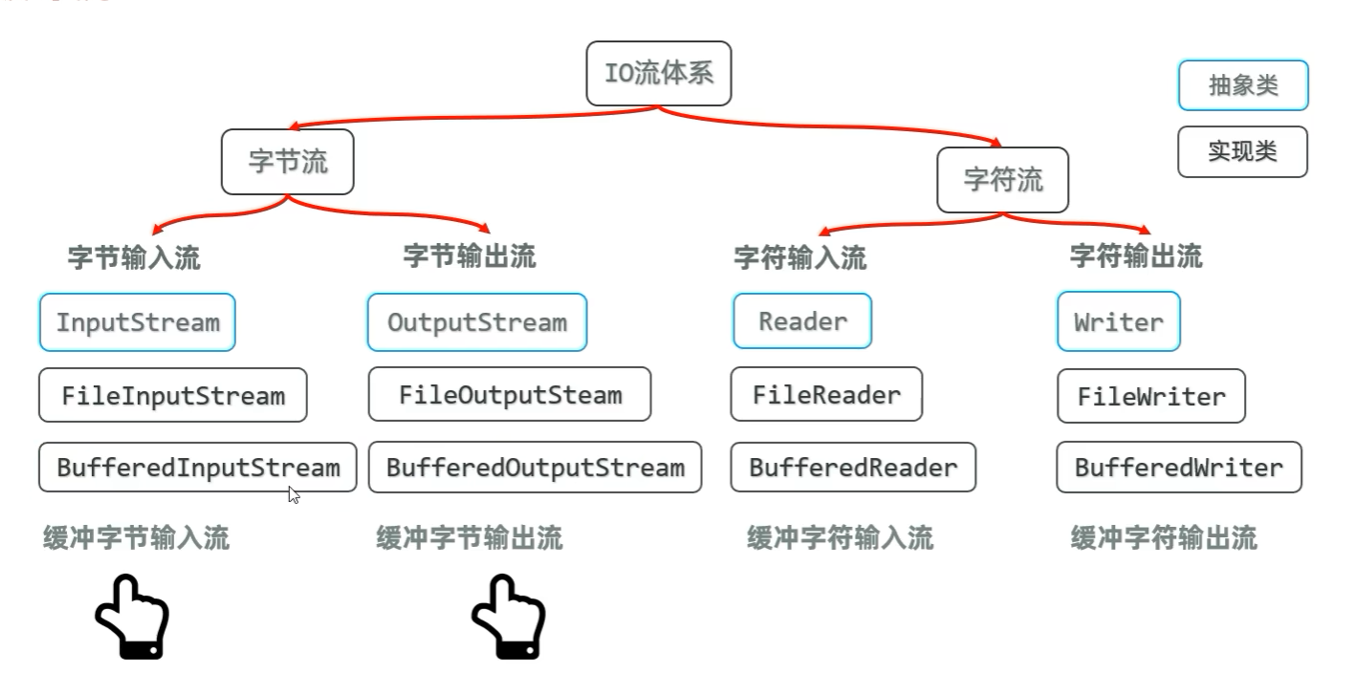 IO流体系
抽象类
实现类
字节流
字符流
字节输入流
字节输出流
字符输入流
字符输出流
InputStream
OutputStream
Reader
Writer
FileInputStream
FileOutputSteam
FileReader
FileWriter
BufferedInputStream
BufferedOutputStream
BufferedReader
BufferedWriter
缓冲字节输入流
缓冲字节输出流
缓冲字符输入流
缓冲字符输出流